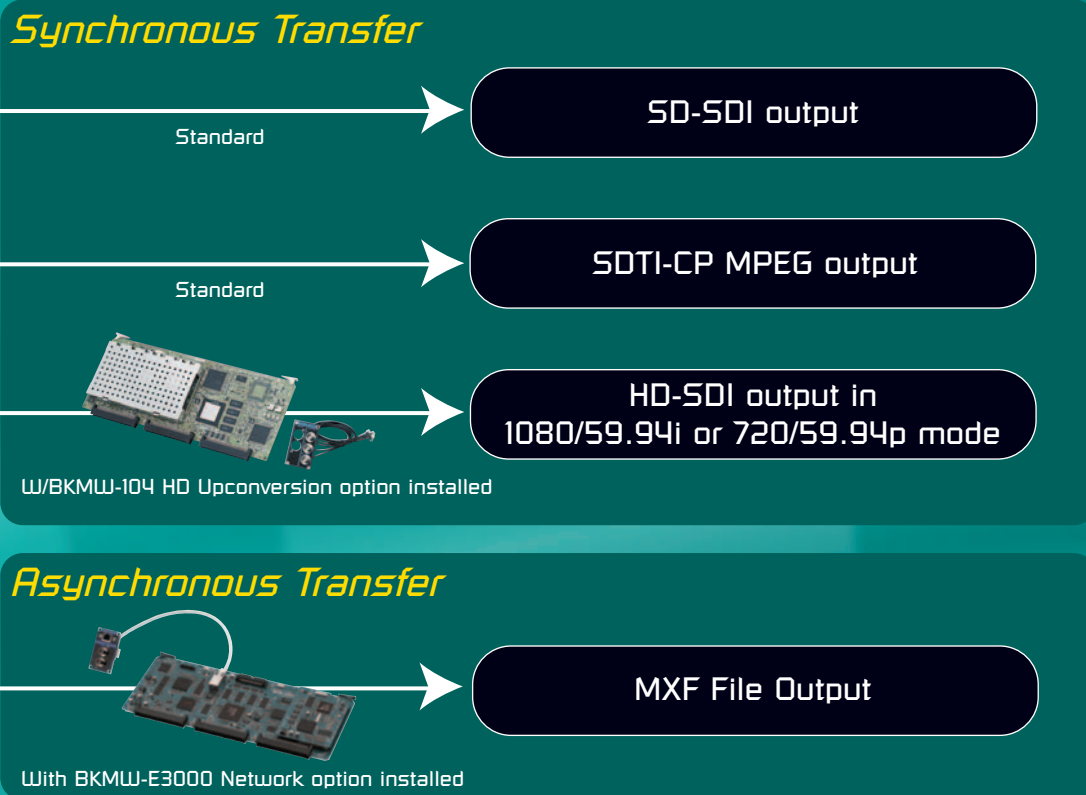 Synchronous Transfer
SD-SDI output
Standard
SDTI-CP MPEG output
Standard
HD-SDI output in
1080/59.94i or 720/59.94p mode
W/BKMW-104 HD Upconversion option installed
Asynchronous Transfer
MXF File Output
With BKMW-E3000 Network option installed